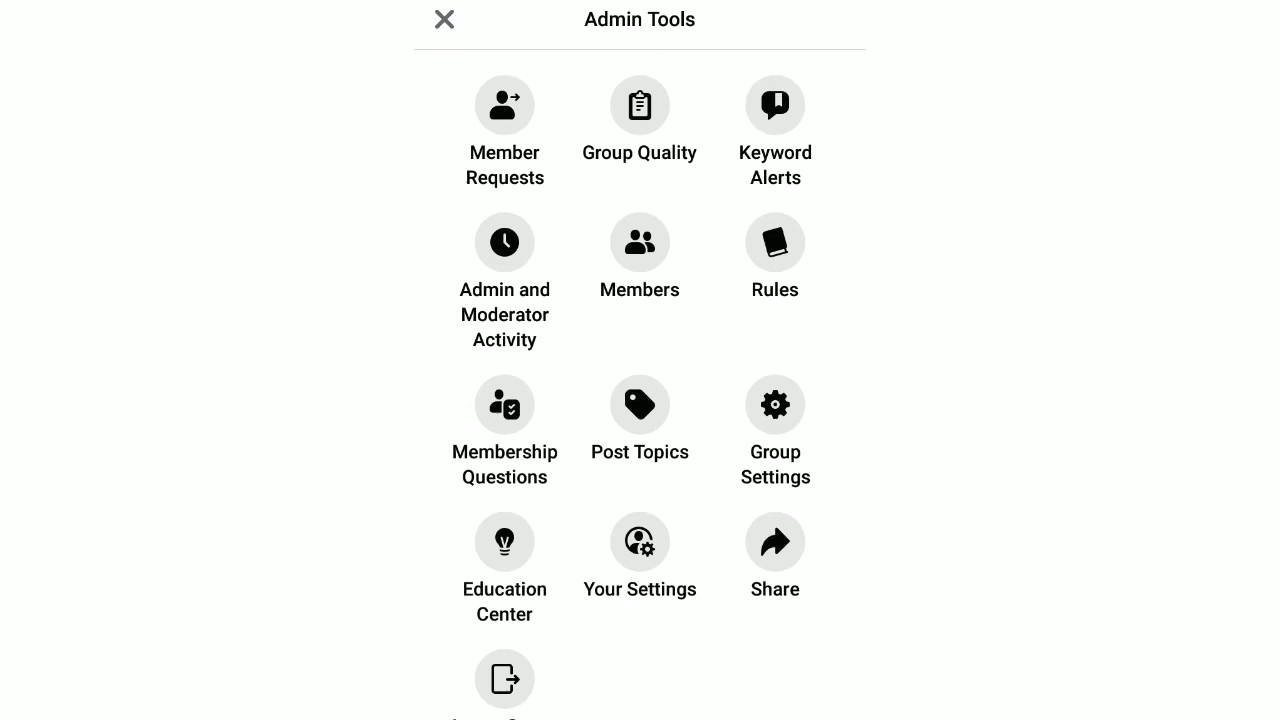 Admin Tools
Member
Requests
Group Quality
Keyword
Alerts
Admin and
Moderator
Activity
Members
Rules
Membership
Questions
Post Topics
Group
Settings
Education
Center
Your Settings
Share